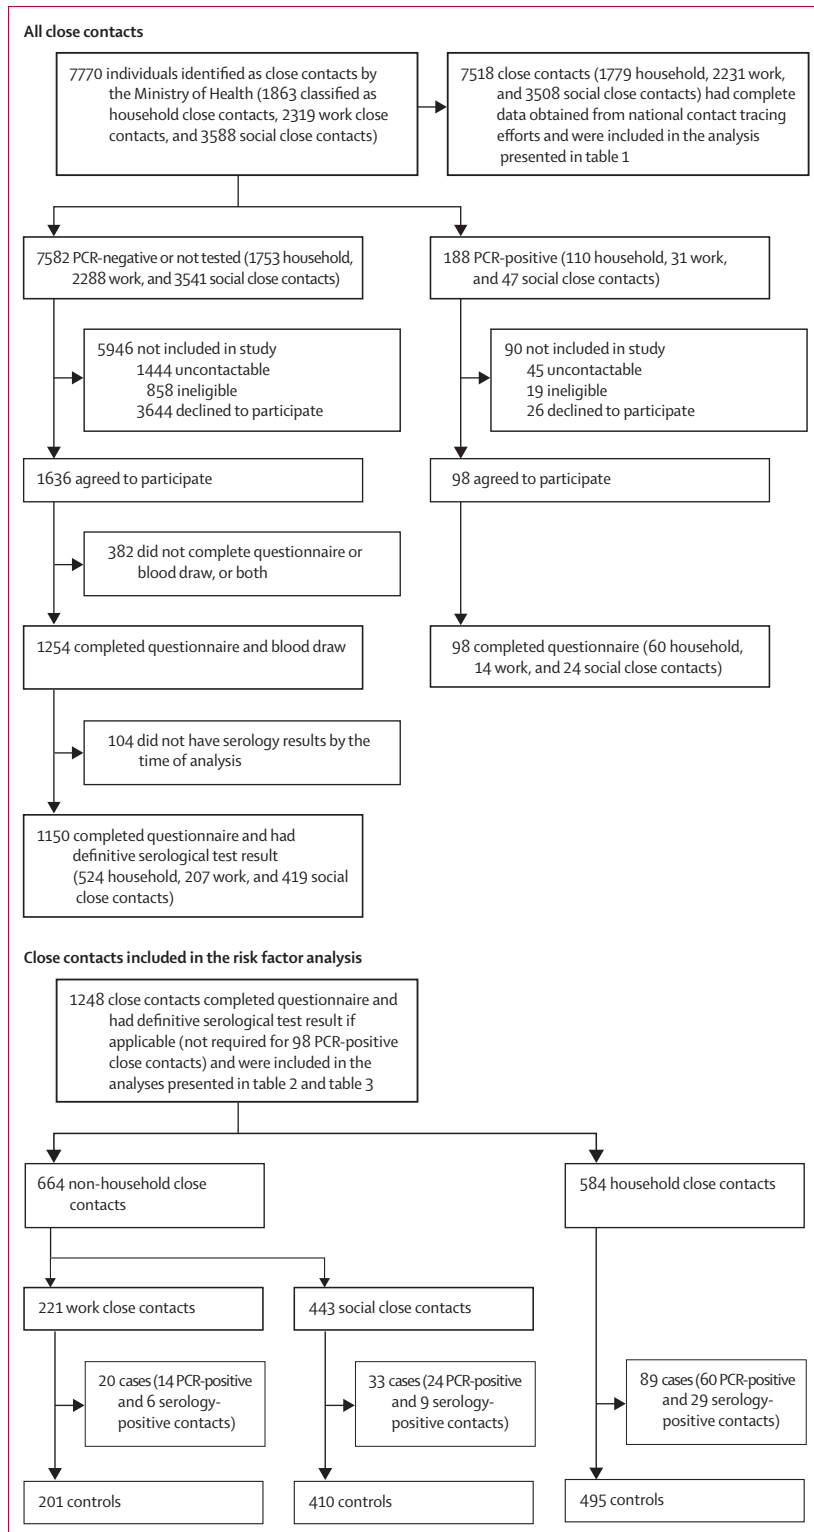 All close contacts
7770 individuals identified as close contacts by
the Ministry of Health (1863 classified as
household close contacts, 2319 work close
contacts, and 3588 social close contacts)
7518 close contacts (1779 household, 2231 work,
and 3508 social close contacts) had complete
data obtained from national contact tracing
efforts and were included in the analysis
presented in table 1
7582 PCR-negative or not tested (1753 household,
2288 work, and 3541 social close contacts)
188 PCR-positive (110 household, 31 work,
and 47 social close contacts)
5946 not included in study
1444 uncontactable
858 ineligible
3644 declined to participate
90 not included in study
45 uncontactable
19 ineligible
26 declined to participate
1636 agreed to participate
98 agreed to participate
382 did not complete questionnaire or
blood draw, or both
1254 completed questionnaire and blood draw
98 completed questionnaire (60 household,
14 work, and 24 social close contacts)
104 did not have serology results by the
time of analysis
1150 completed questionnaire and had
definitive serological test result
(524 household, 207 work, and 419 social
close contacts)
Close contacts included in the risk factor analysis
1248 close contacts completed questionnaire and
had definitive serological test result if
applicable (not required for 98 PCR-positive
close contacts) and were included in the
analyses presented in table 2 and table 3
664 non-household close
contacts
584 household close contacts
221 work close contacts
443 social close contacts
20 cases (14 PCR-positive
and 6 serology-
positive contacts)
33 cases (24 PCR-positive
and 9 serology-
positive contacts)
89 cases (60 PCR-positive
and 29 serology-
positive contacts)
201 controls
410 controls
495 controls